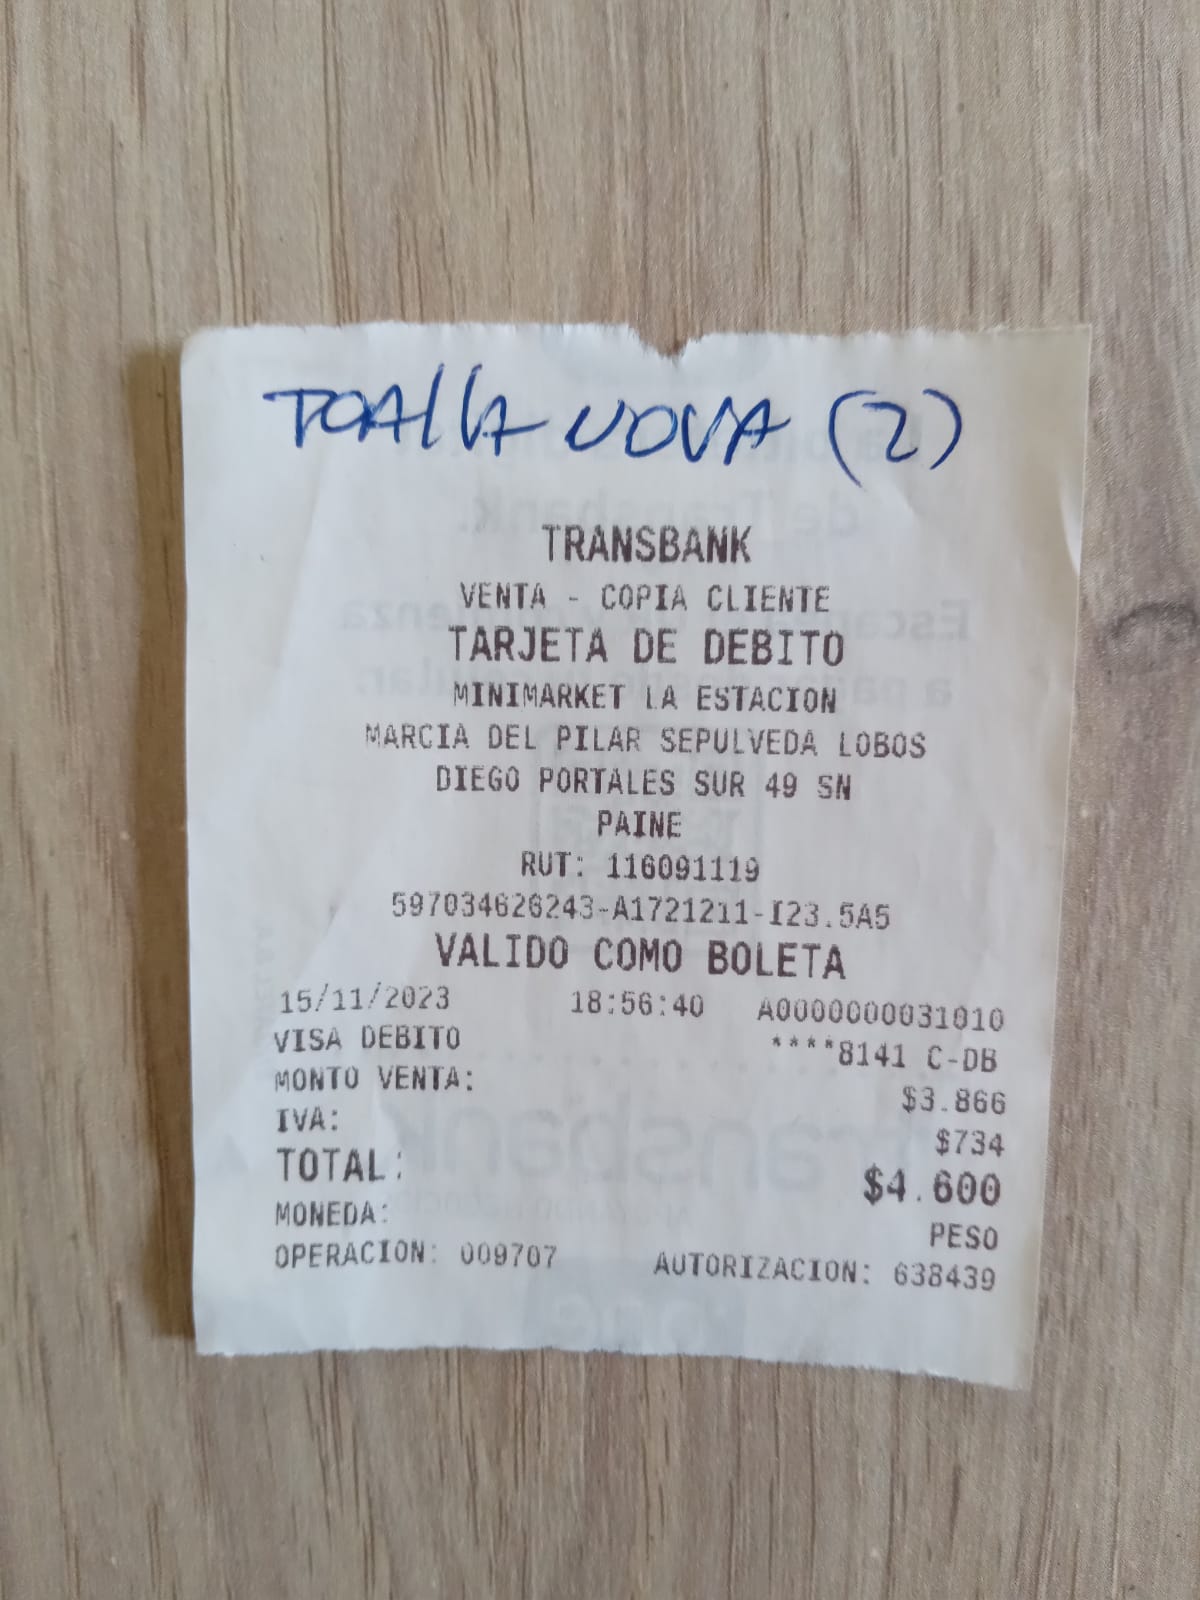 TOALLA NOVA (2)
TRANSBANK
VENTA - COPIA CLIENTE
TARJETA DE DEBITO
MINIMARKET LA ESTACION
MARCIA DEL PILAR SEPULVEDA LOBOS
DIEGO PORTALES SUR 49 SN
PAINE
RUT: 116091119
597034626243-A1721211-I23.5A5
VALIDO COMO BOLETA
15/11/2023 18:56:40 A0000000031010
VISA DEBITO ****8141 C-DB
MONTO VENTA: $3.866
IVA: $734
TOTAL: $4.600
MONEDA: PESO
OPERACION: 009707 AUTORIZACION: 638439